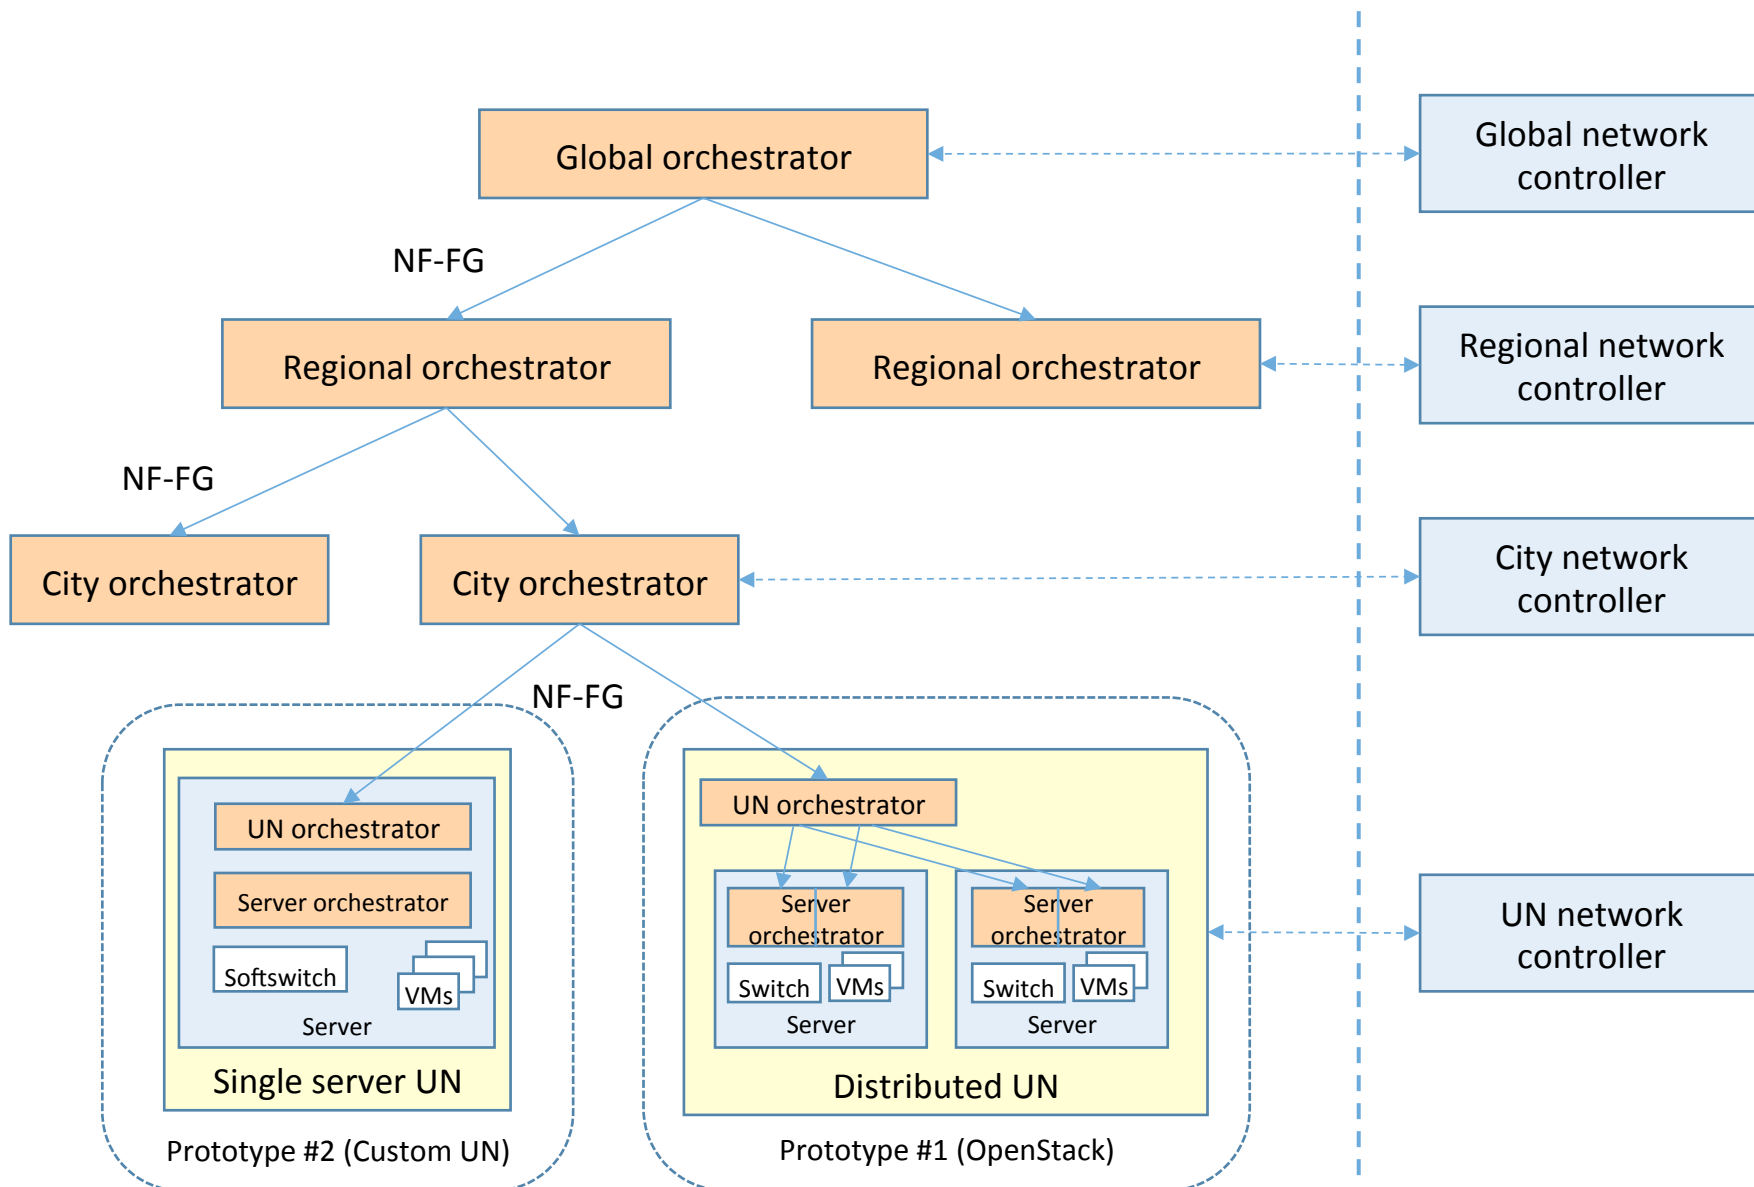 Global orchestrator
Global network
controller
NF-FG
Regional orchestrator
Regional orchestrator
Regional network
controller
NF-FG
City orchestrator
City orchestrator
City network
controller
NF-FG
UN orchestrator
Server orchestrator
Softswitch
VMs
Server
Single server UN
Prototype #2 (Custom UN)
UN orchestrator
Server
orchestrator
Switch
VMs
Server
Server
orchestrator
Switch
VMs
Server
Distributed UN
Prototype #1 (OpenStack)
UN network
controller